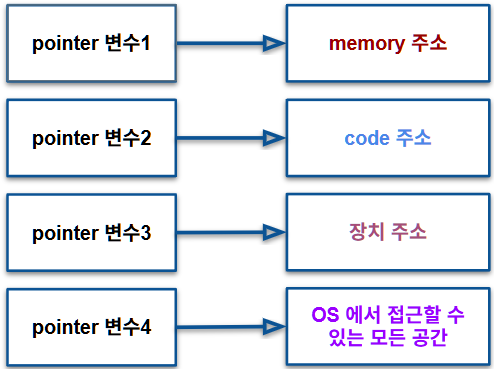 pointer 변수1
memory 주소
pointer 변수2
code 주소
pointer 변수3
장치 주소
pointer 변수4
OS 에서 접근할 수
있는 모든 공간